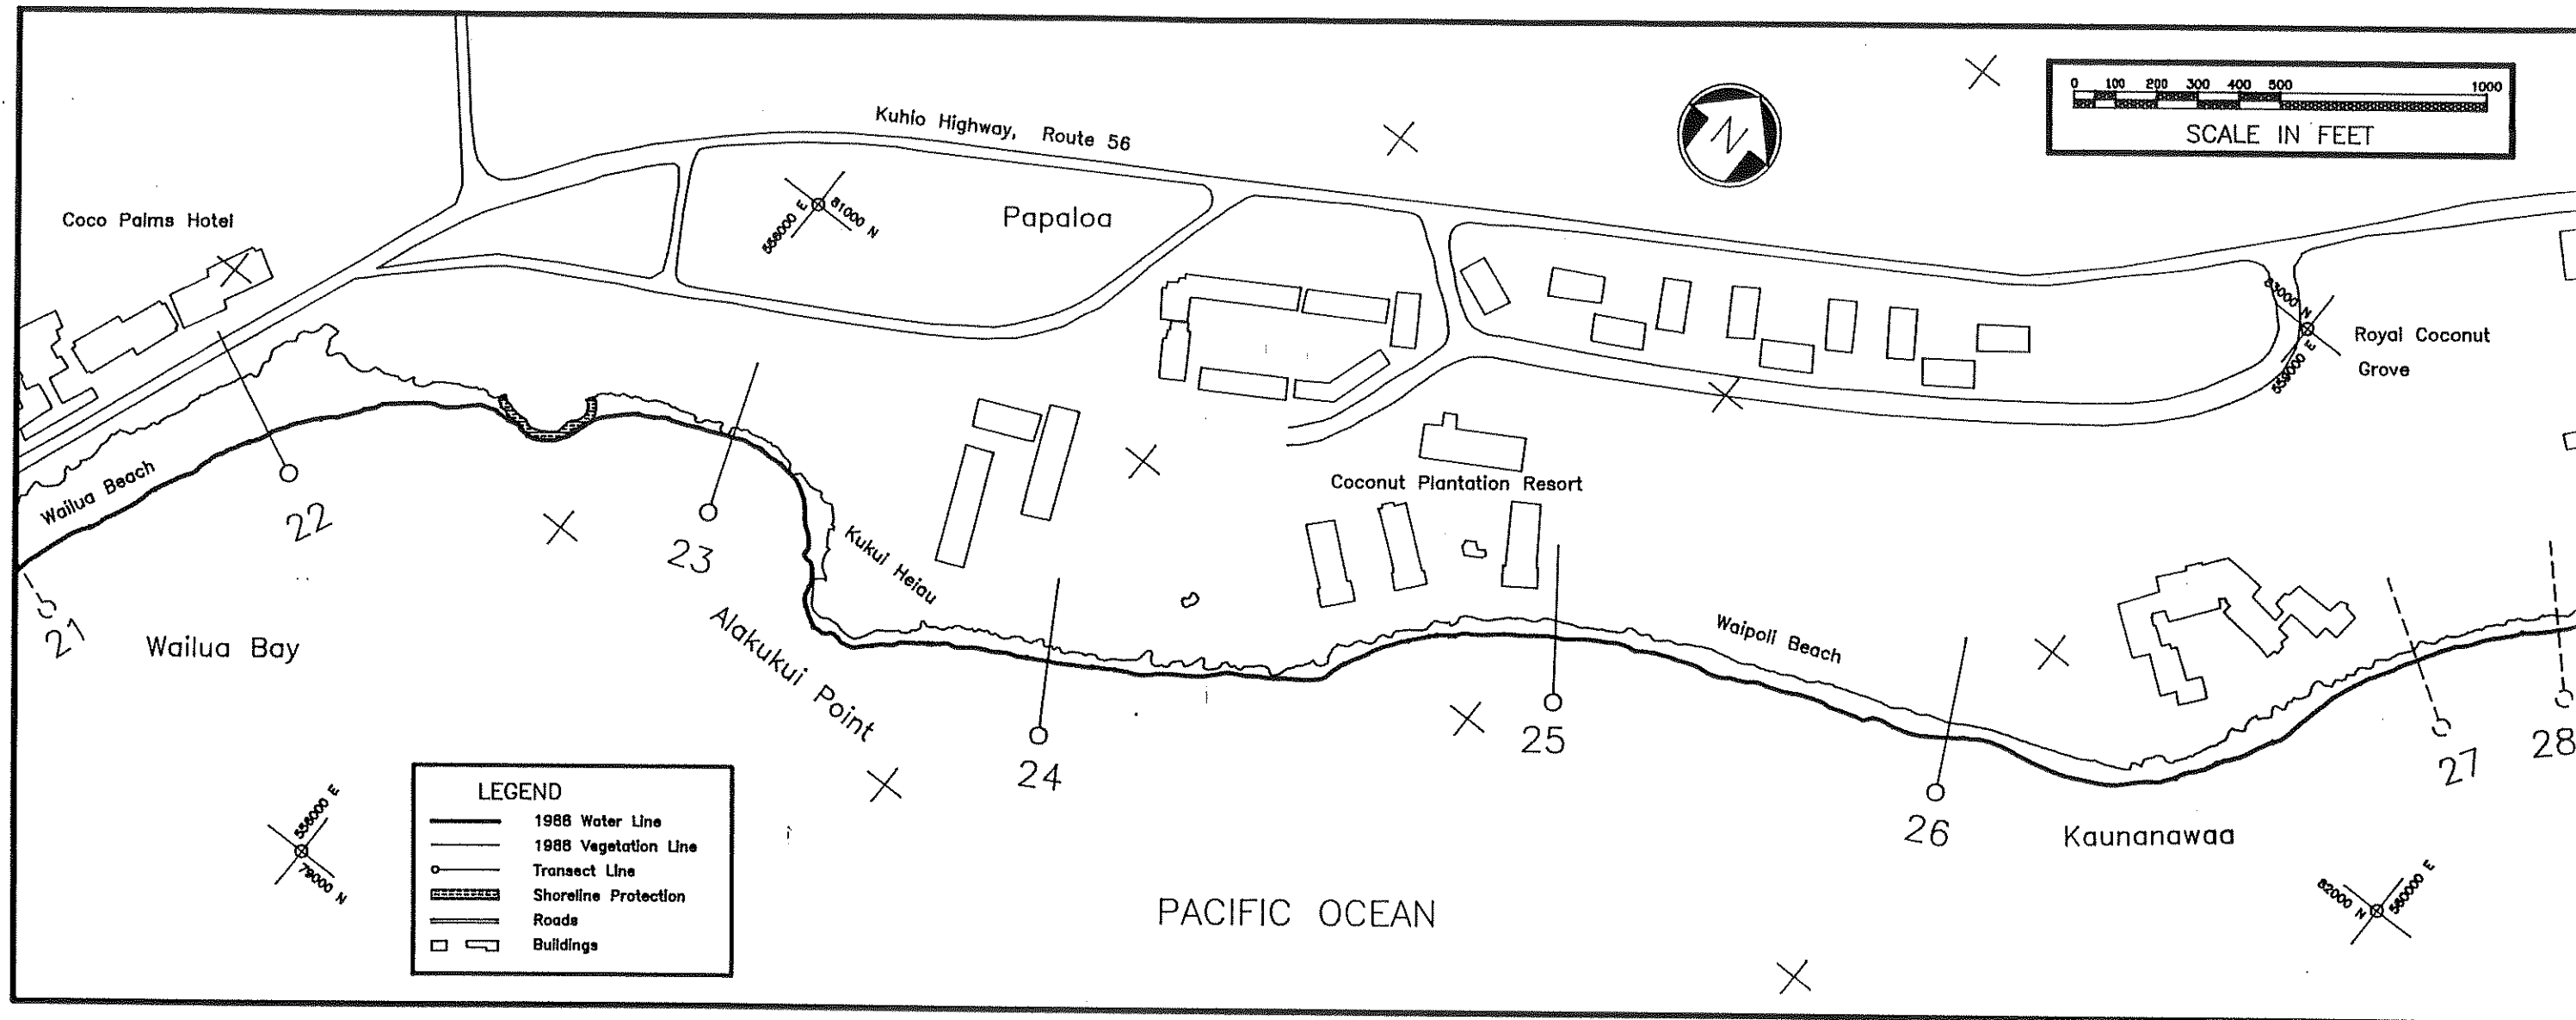 Kuhio Highway, Route 56
N
0 100 200 300 400 500 1000
SCALE IN FEET
Coco Palms Hotel
Papaloa
558000 E
81000 N
83000 N
559000 E
Royal Coconut
Grove
Coconut Plantation Resort
Wailua Beach
22
23
Kukui Heiau
Waipoli Beach
21
Wailua Bay
Alakukui Point
24
25
26
27
28
Kaunanawaa
558000 E
79000 N
LEGEND
1988 Water Line
1988 Vegetation Line
Transect Line
Shoreline Protection
Roads
Buildings
PACIFIC OCEAN
82000 N
560000 E